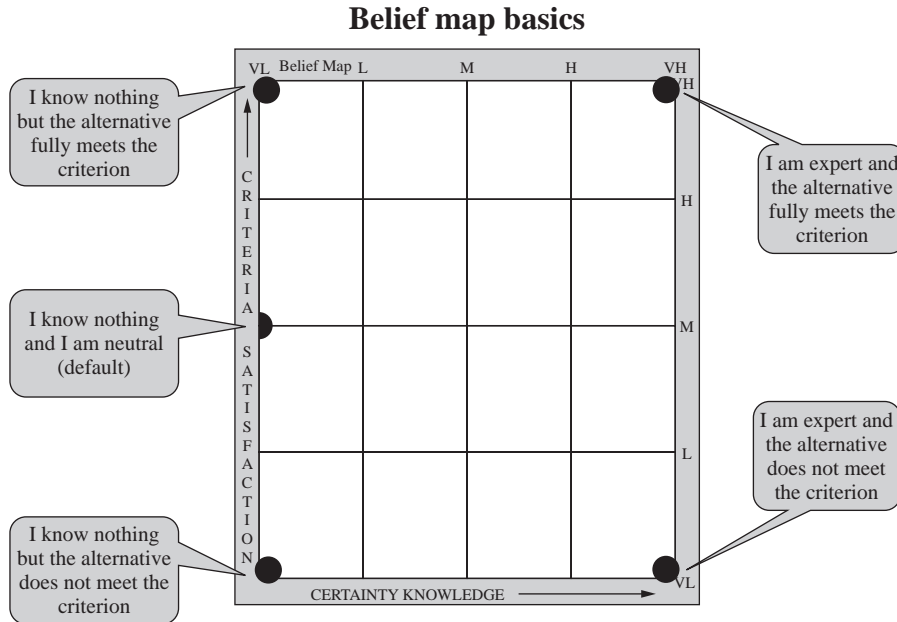 Belief map basics
VL Belief Map L M H VH
VH
I know nothing
but the alternative
fully meets the
criterion
I am expert and
the alternative
fully meets the
criterion
H
CRITERIA SATISFACTION
I know nothing
and I am neutral
(default)
M
I am expert and
the alternative
does not meet
the criterion
L
I know nothing
but the alternative
does not meet the
criterion
VL
CERTAINTY KNOWLEDGE